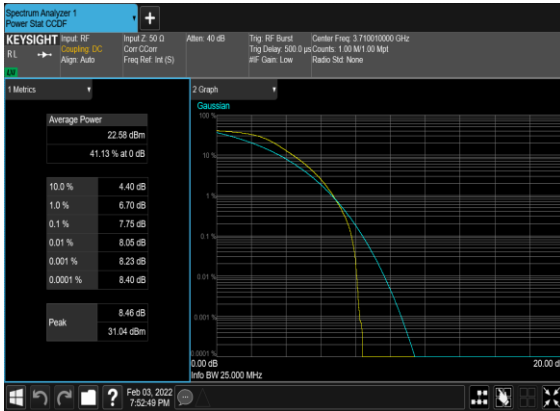 Spectrum Analyzer 1
Power Stat CCDF
KEYSIGHT
RL
Input: RF
Coupling: DC
Align: Auto
Input Z: 50 Ω
Corr CCorr
Freq Ref: Int (S)
Atten: 40 dB
Trig: RF Burst
Trig Delay: 500.0 µs
#IF Gain: Low
Center Freq: 3.710010000 GHz
Counts: 1.00 M/1.00 Mpt
Radio Std: None
1 Metrics
Average Power
22.58 dBm
41.13 % at 0 dB
10.0 % 4.40 dB
1.0 % 6.70 dB
0.1 % 7.75 dB
0.01 % 8.05 dB
0.001 % 8.23 dB
0.0001 % 8.40 dB
Peak
8.46 dB
31.04 dBm
2 Graph
Gaussian
100 %
10 %
1 %
0.1 %
0.01 %
0.001 %
0.0001 %
0.00 dB
20.00 d
Info BW 25.000 MHz
Feb 03, 2022
7:52:49 PM